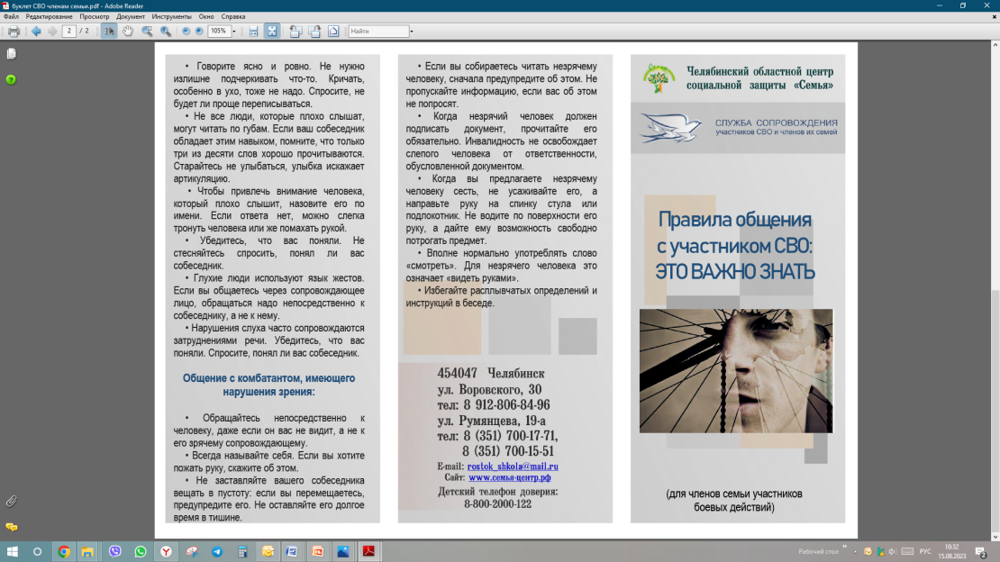 буклет СВО членам семьи.pdf - Adobe Reader
Файл Редактирование Просмотр Документ Инструменты Окно Справка
2 / 2 105% Найти
• Говорите ясно и ровно. Не нужно
излишне подчеркивать что-то. Кричать,
особенно в ухо, тоже не надо. Спросите, не
будет ли проще переписываться.
• Не все люди, которые плохо слышат,
могут читать по губам. Если ваш собеседник
обладает этим навыком, помните, что только
три из десяти слов хорошо прочитываются.
Старайтесь не улыбаться, улыбка искажает
артикуляцию.
• Чтобы привлечь внимание человека,
который плохо слышит, назовите его по
имени. Если ответа нет, можно слегка
тронуть человека или же помахать рукой.
• Убедитесь, что вас поняли. Не
стесняйтесь спросить, понял ли вас
собеседник.
• Глухие люди используют язык жестов.
Если вы общаетесь через сопровождающее
лицо, обращаться надо непосредственно к
собеседнику, а не к нему.
• Нарушения слуха часто сопровождаются
затруднениями речи. Убедитесь, что вас
поняли. Спросите, понял ли вас собеседник.
Общение с комбатантом, имеющего
нарушения зрения:
• Обращайтесь непосредственно к
человеку, даже если он вас не видит, а не к
его зрячему сопровождающему.
• Всегда называйте себя. Если вы хотите
пожать руку, скажите об этом.
• Не заставляйте вашего собеседника
вещать в пустоту: если вы перемещаетесь,
предупредите его. Не оставляйте его долгое
время в тишине.
• Если вы собираетесь читать незрячему
человеку, сначала предупредите об этом. Не
пропускайте информацию, если вас об этом
не попросят.
• Когда незрячий человек должен
подписать документ, прочитайте его
обязательно. Инвалидность не освобождает
слепого человека от ответственности,
обусловленной документом.
• Когда вы предлагаете незрячему
человеку сесть, не усаживайте его, а
направьте руку на спинку стула или
подлокотник. Не водите по поверхности его
руку, а дайте ему возможность свободно
потрогать предмет.
• Вполне нормально употреблять слово
«смотреть». Для незрячего человека это
означает «видеть руками».
• Избегайте расплывчатых определений и
инструкций в беседе.
454047 Челябинск
ул. Воровского, 30
тел: 8 912-806-84-96
ул. Румянцева, 19-а
тел: 8 (351) 700-17-71,
8 (351) 700-15-51
E-mail: rostok_shkola@mail.ru
Сайт: www.семья-центр.рф
Детский телефон доверия:
8-800-2000-122
Семья
Челябинский областной центр
социальной защиты «Семья»
СЛУЖБА СОПРОВОЖДЕНИЯ
участников СВО и членов их семей
Правила общения
с участником СВО:
ЭТО ВАЖНО ЗНАТЬ
(для членов семьи участников
боевых действий)
Рабочий стол » РУС 10:32
15.08.2023 2